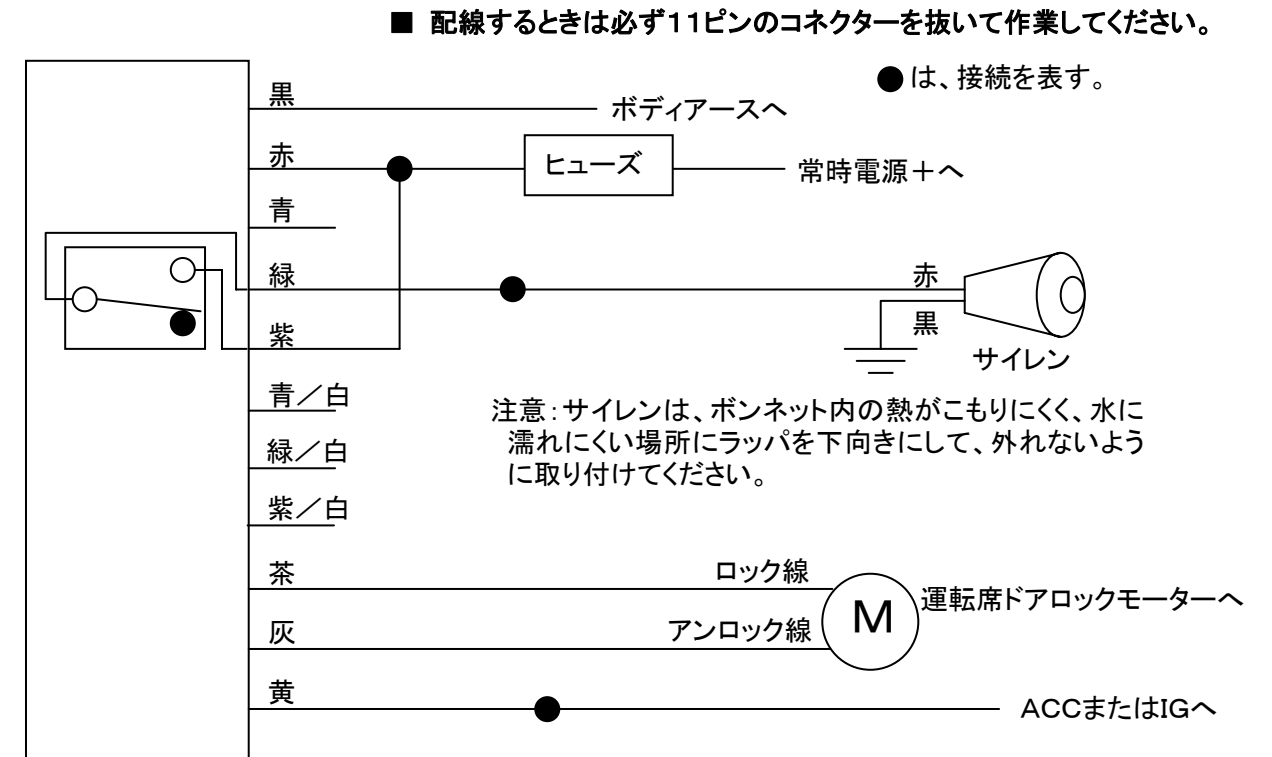 ■ 配線するときは必ず11ピンのコネクターを抜いて作業してください。
●は、接続を表す。
黒
ボディアースへ
赤
ヒューズ
常時電源＋へ
青
緑
赤
黒
サイレン
紫
青／白
注意：サイレンは、ボンネット内の熱がこもりにくく、水に
濡れにくい場所にラッパを下向きにして、外れないよう
に取り付けてください。
緑／白
紫／白
茶
ロック線
M
運転席ドアロックモーターへ
灰
アンロック線
黄
ACCまたはIGへ